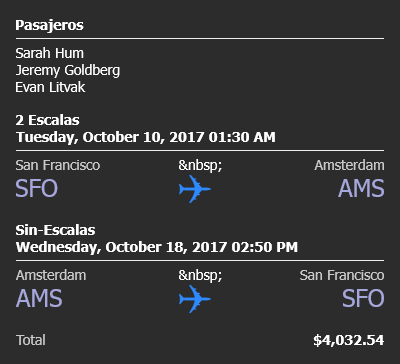 Pasajeros
Sarah Hum
Jeremy Goldberg
Evan Litvak
2 Escalas
Tuesday, October 10, 2017 01:30 AM
San Francisco &nbsp; Amsterdam
SFO AMS
Sin-Escalas
Wednesday, October 18, 2017 02:50 PM
Amsterdam &nbsp; San Francisco
AMS SFO
Total $4,032.54